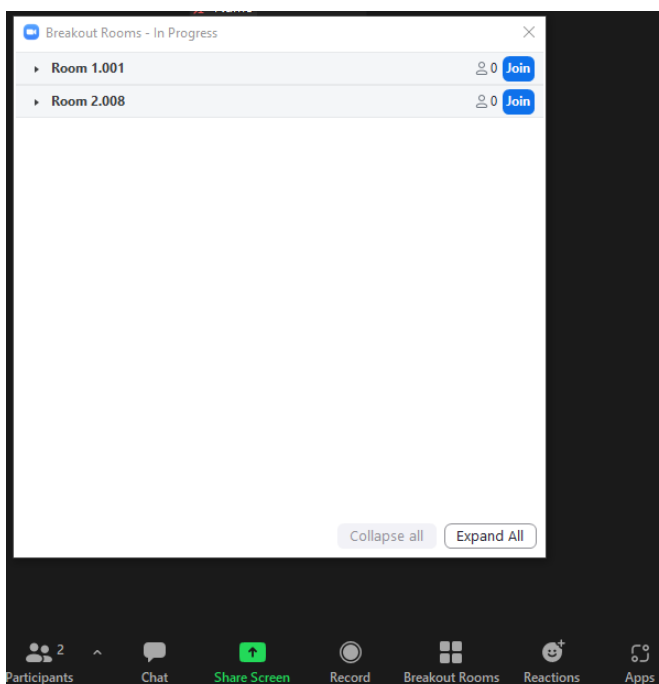 Breakout Rooms - In Progress
Room 1.001 0 Join
Room 2.008 0 Join
Collapse all Expand All
2
Participants Chat Share Screen Record Breakout Rooms Reactions Apps